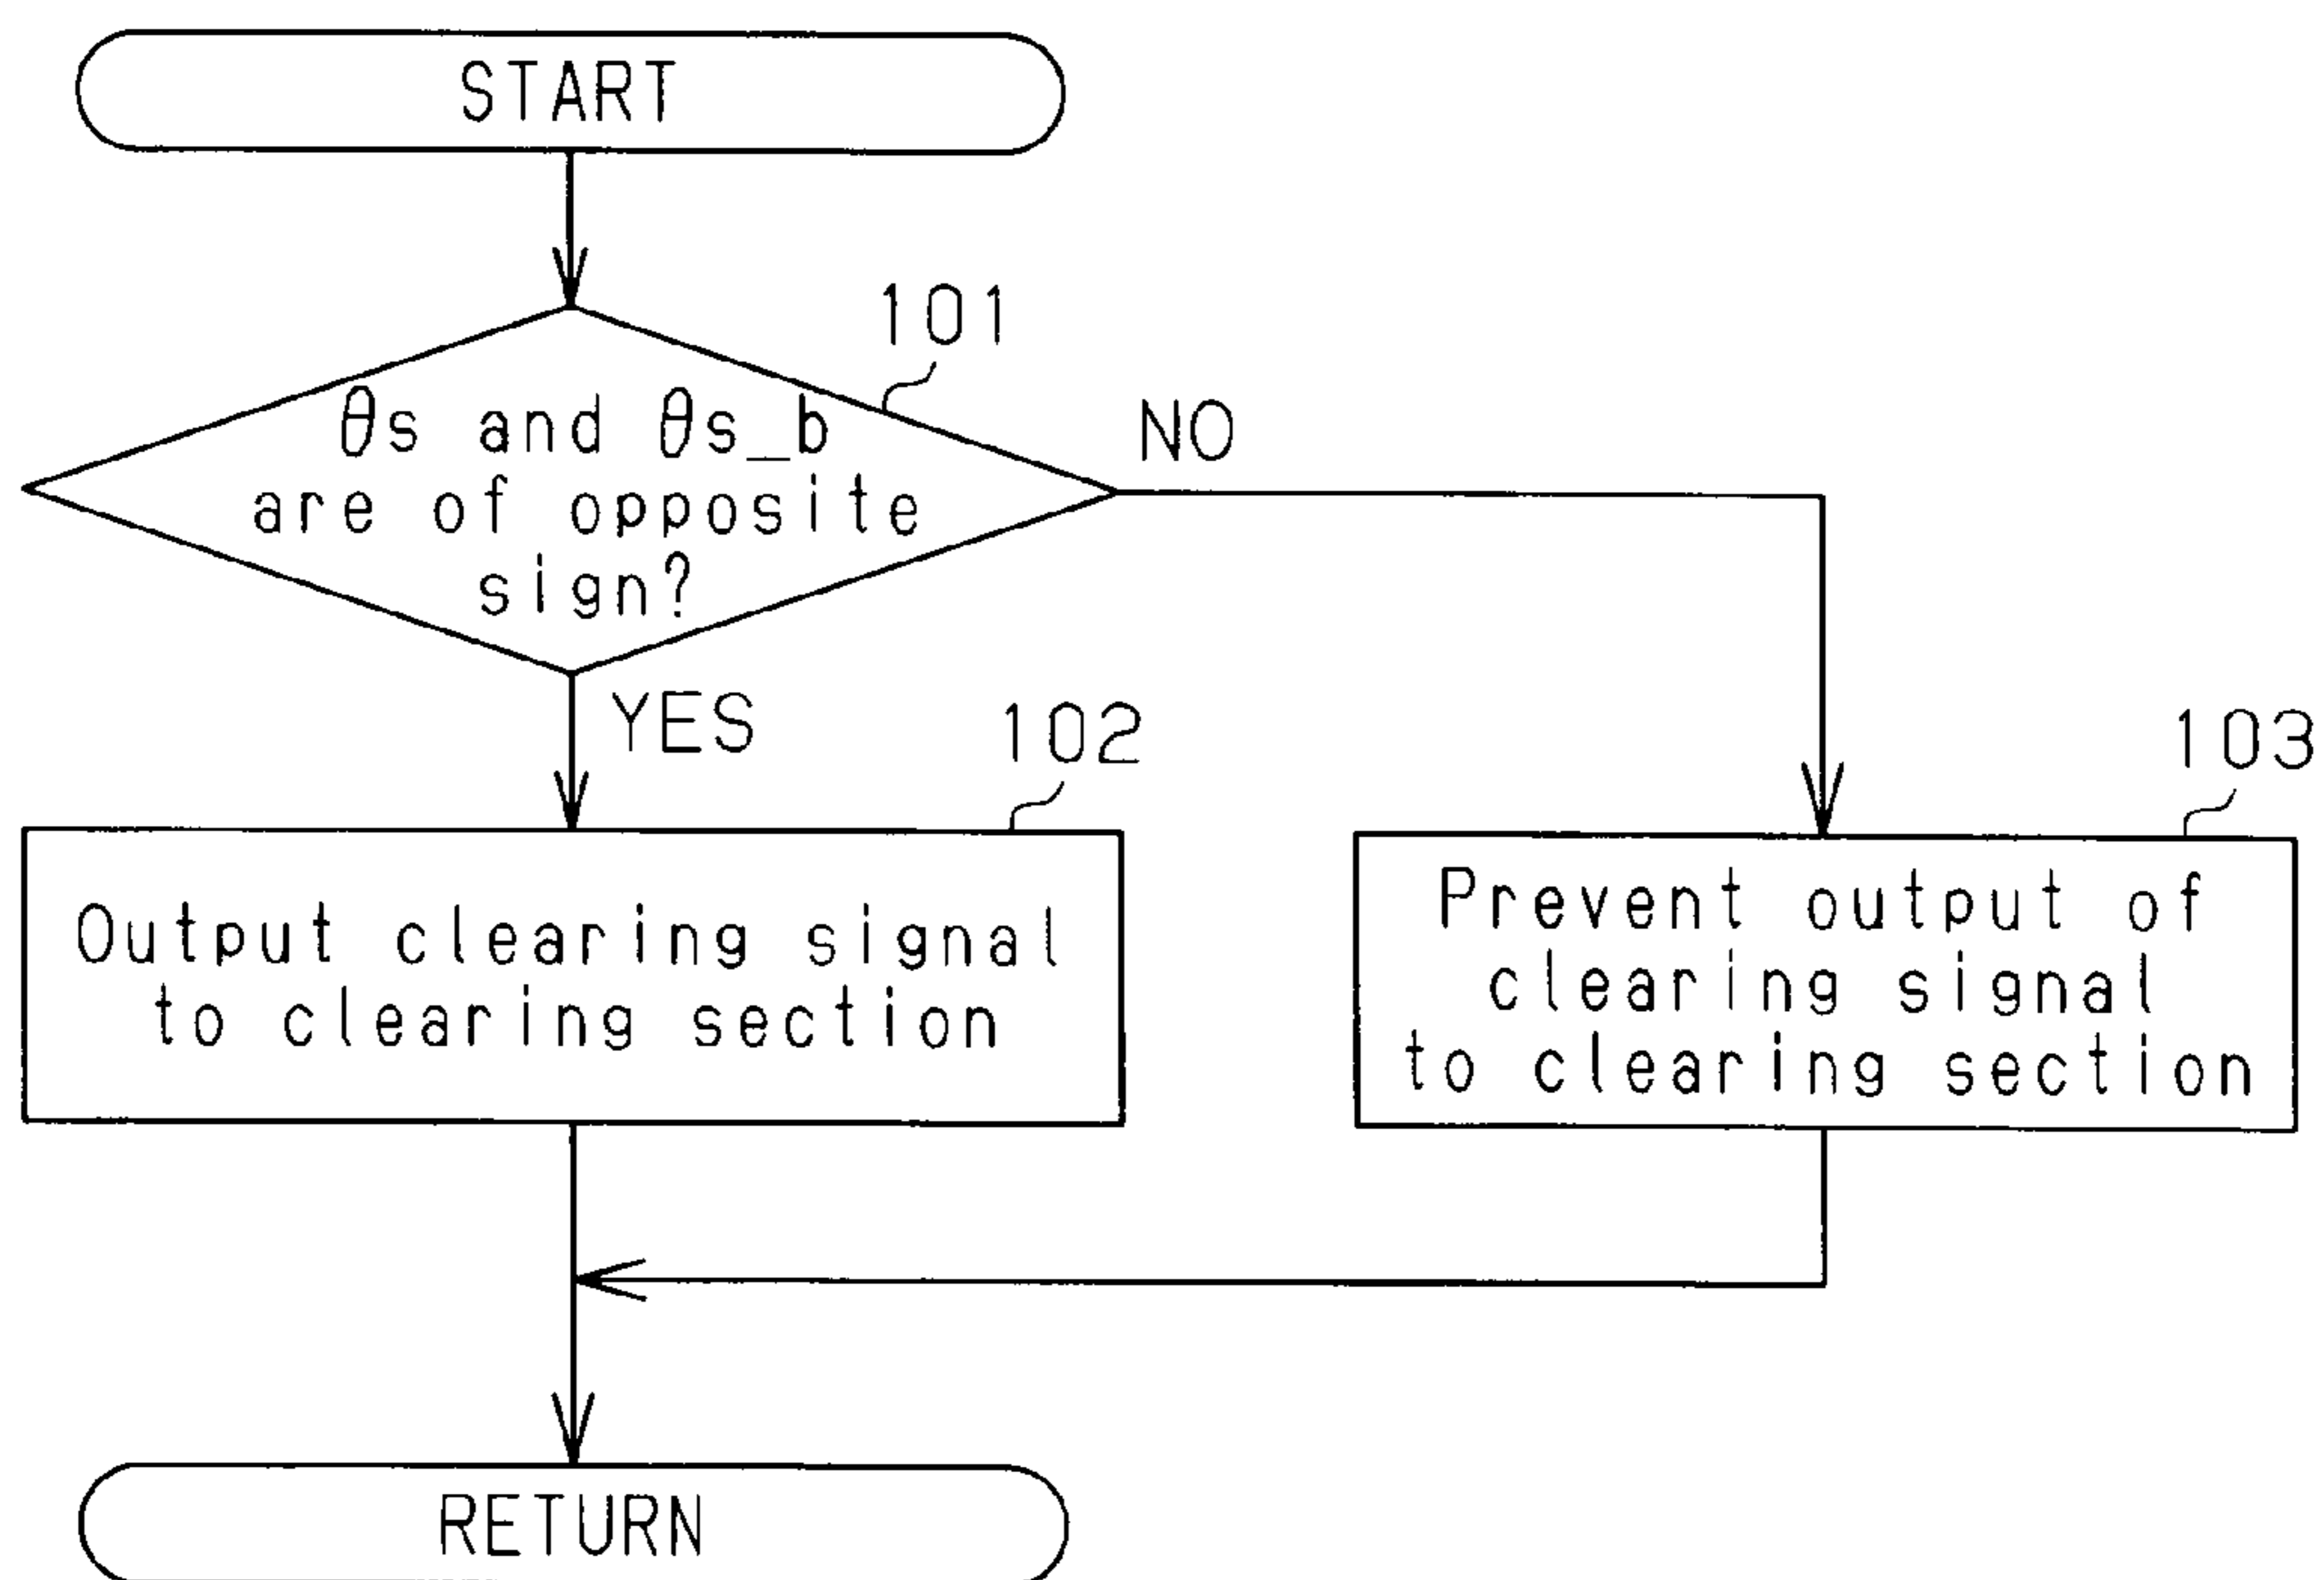 START
101
θs and θs_b
are of opposite
sign?
NO
YES
102
Output clearing signal
to clearing section
103
Prevent output of
clearing signal
to clearing section
RETURN